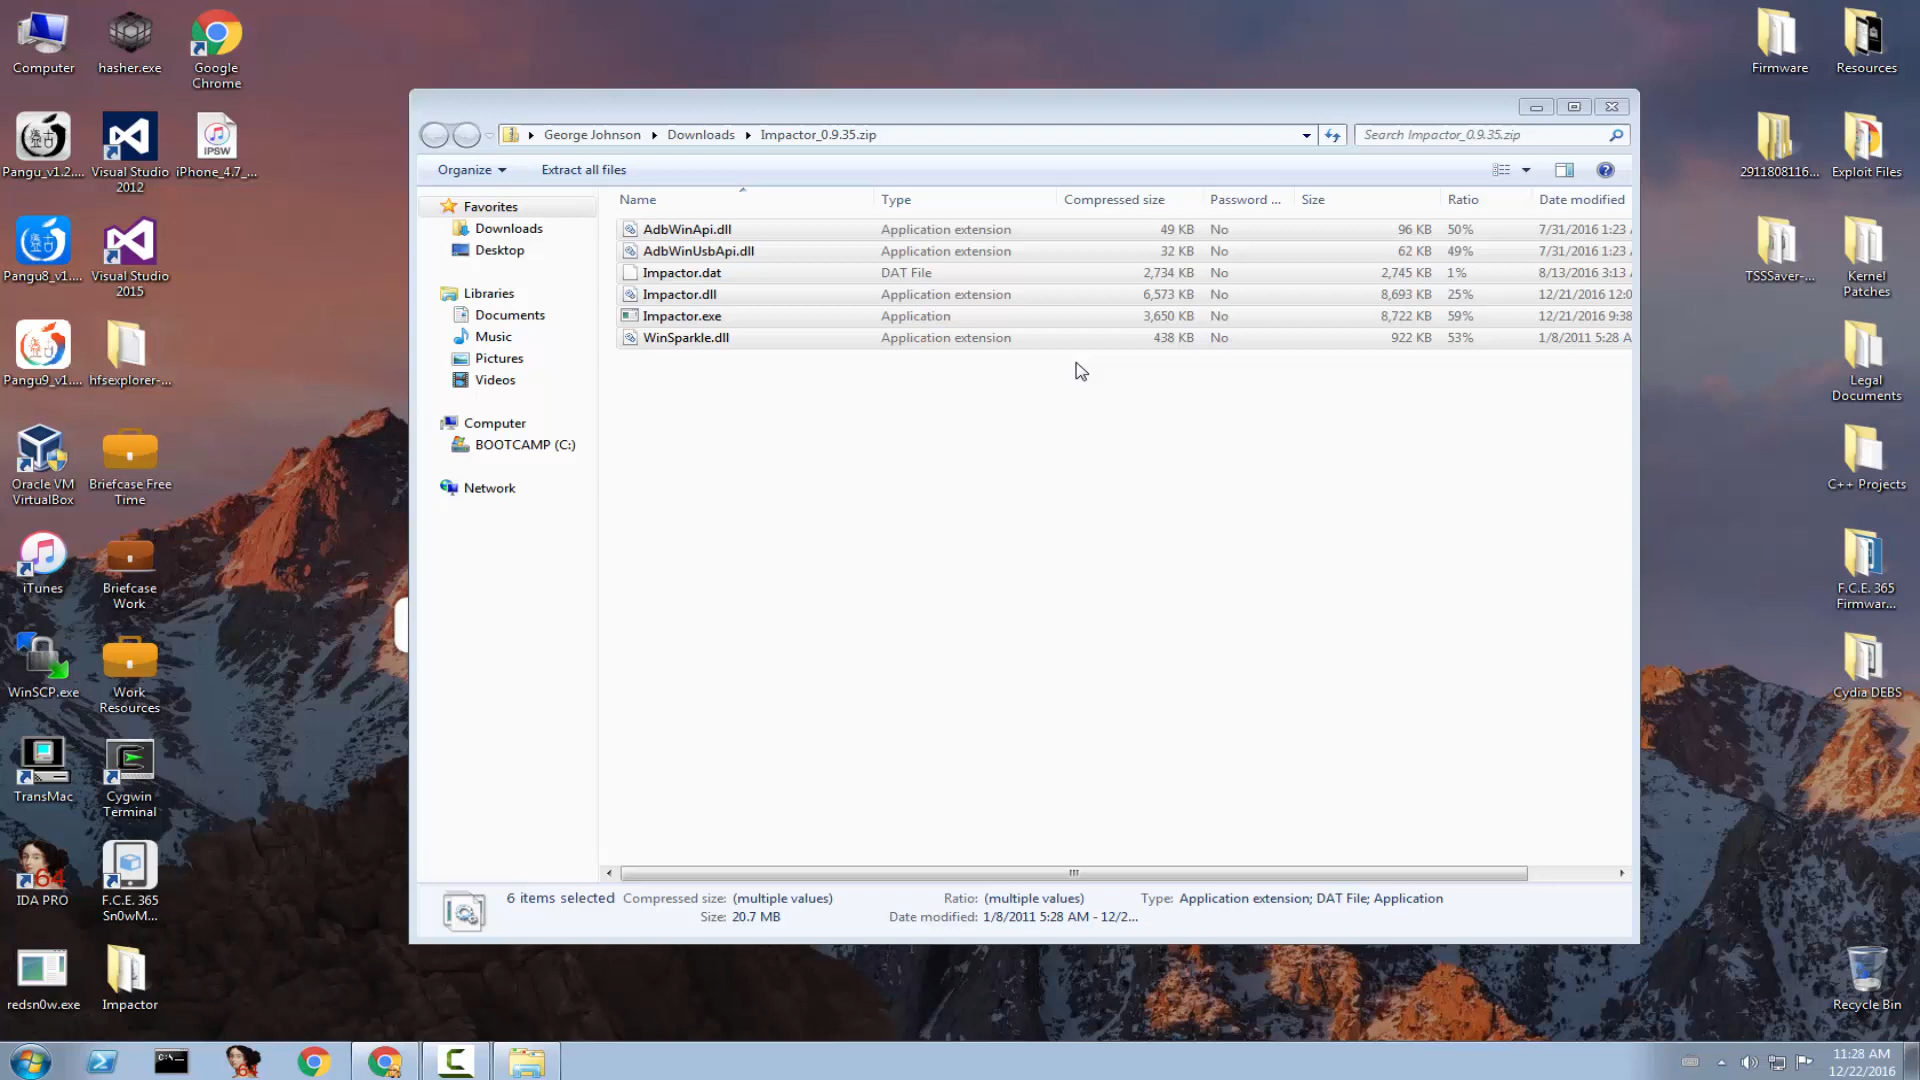 Computer
hasher.exe
Google
Chrome
Pangu_v1.2....
Visual Studio
2012
IPSW
iPhone_4.7_...
Pangu8_v1....
Visual Studio
2015
Pangu9_v1....
hfsexplorer-...
Oracle VM
VirtualBox
Briefcase Free
Time
iTunes
Briefcase
Work
WinSCP.exe
Work
Resources
TransMac
Cygwin
Terminal
64
IDA PRO
F.C.E. 365
Sn0wM...
redsn0w.exe
Impactor
George Johnson
Downloads
Impactor_0.9.35.zip
Search Impactor_0.9.35.zip
Organize
Extract all files
Favorites
Downloads
Desktop
Libraries
Documents
Music
Pictures
Videos
Computer
BOOTCAMP (C:)
Network
Name Type Compressed size Password ... Size Ratio Date modified
AdbWinApi.dll Application extension 49 KB No 96 KB 50% 7/31/2016 1:23
AdbWinUsbApi.dll Application extension 32 KB No 62 KB 49% 7/31/2016 1:23
Impactor.dat DAT File 2,734 KB No 2,745 KB 1% 8/13/2016 3:13
Impactor.dll Application extension 6,573 KB No 8,693 KB 25% 12/21/2016 12:0
Impactor.exe Application 3,650 KB No 8,722 KB 59% 12/21/2016 9:38
WinSparkle.dll Application extension 438 KB No 922 KB 53% 1/8/2011 5:28 A
6 items selected Compressed size: (multiple values) Ratio: (multiple values) Type: Application extension; DAT File; Application
Size: 20.7 MB Date modified: 1/8/2011 5:28 AM - 12/2...
Firmware
Resources
2911808116...
Exploit Files
TSSSaver-...
Kernel
Patches
Legal
Documents
C++ Projects
F.C.E. 365
Firmwar...
Cydia DEBS
Recycle Bin
C:\
64
11:28 AM
12/22/2016